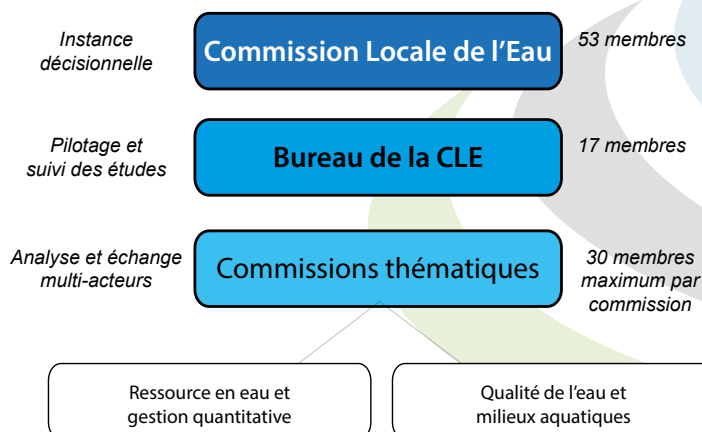 Instance
décisionnelle
Commission Locale de l’Eau
53 membres
Pilotage et
suivi des études
Bureau de la CLE
17 membres
Analyse et échange
multi-acteurs
Commissions thématiques
30 membres
maximum par
commission
Ressource en eau et
gestion quantitative
Qualité de l’eau et
milieux aquatiques